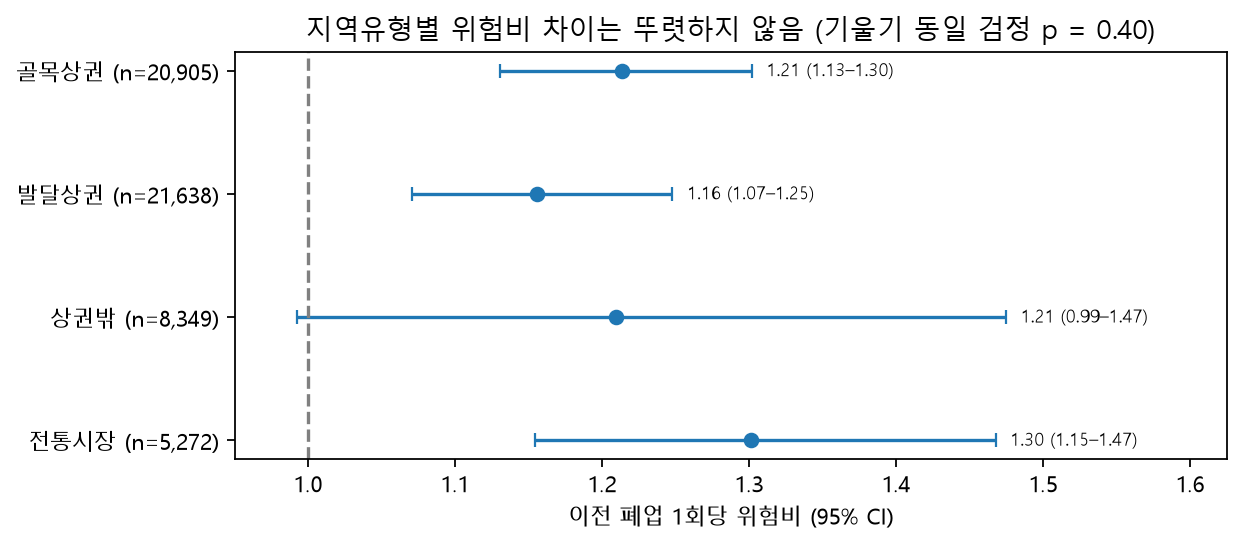 지역유형별 위험비 차이는 뚜렷하지 않음 (기울기 동일 검정 p = 0.40)
골목상권 (n=20,905)
1.21 (1.13–1.30)
발달상권 (n=21,638)
1.16 (1.07–1.25)
상권밖 (n=8,349)
1.21 (0.99–1.47)
전통시장 (n=5,272)
1.30 (1.15–1.47)
1.0 1.1 1.2 1.3 1.4 1.5 1.6
이전 폐업 1회당 위험비 (95% CI)